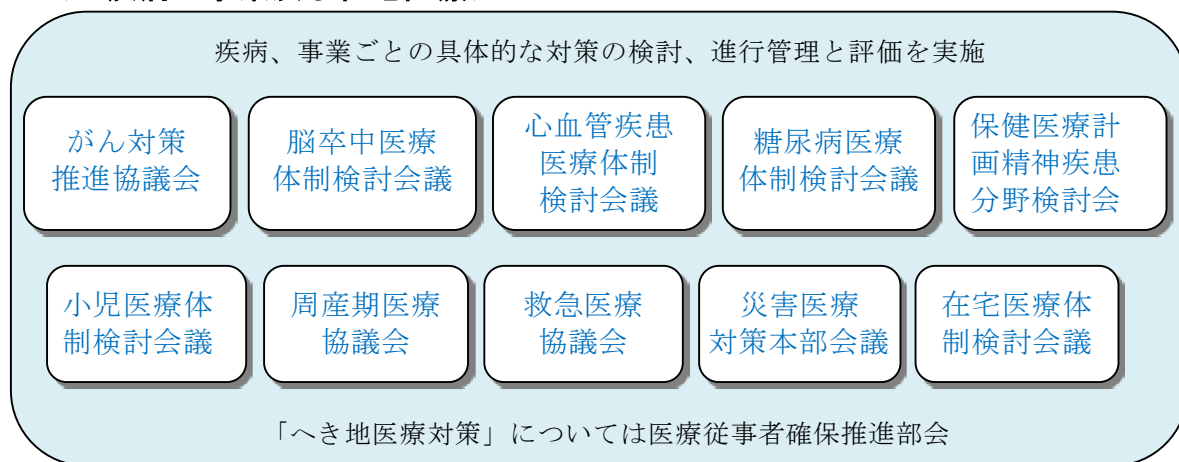 疾病、事業ごとの具体的な対策の検討、進行管理と評価を実施
がん対策
推進協議会
脳卒中医療
体制検討会議
心血管疾患
医療体制
検討会議
糖尿病医療
体制検討会議
保健医療計
画精神疾患
分野検討会
小児医療体
制検討会議
周産期医療
協議会
救急医療
協議会
災害医療
対策本部会議
在宅医療体
制検討会議
「へき地医療対策」については医療従事者確保推進部会